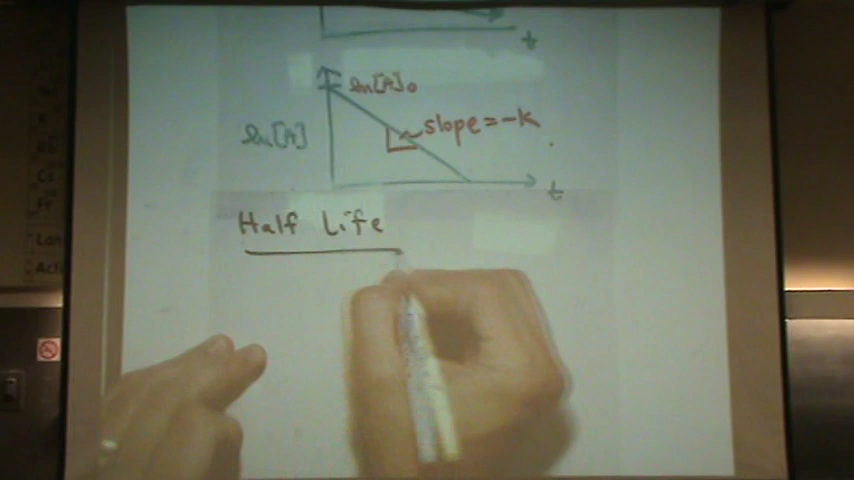 t
ln[A]₀
ln[A]
slope = -k
t
Half Life